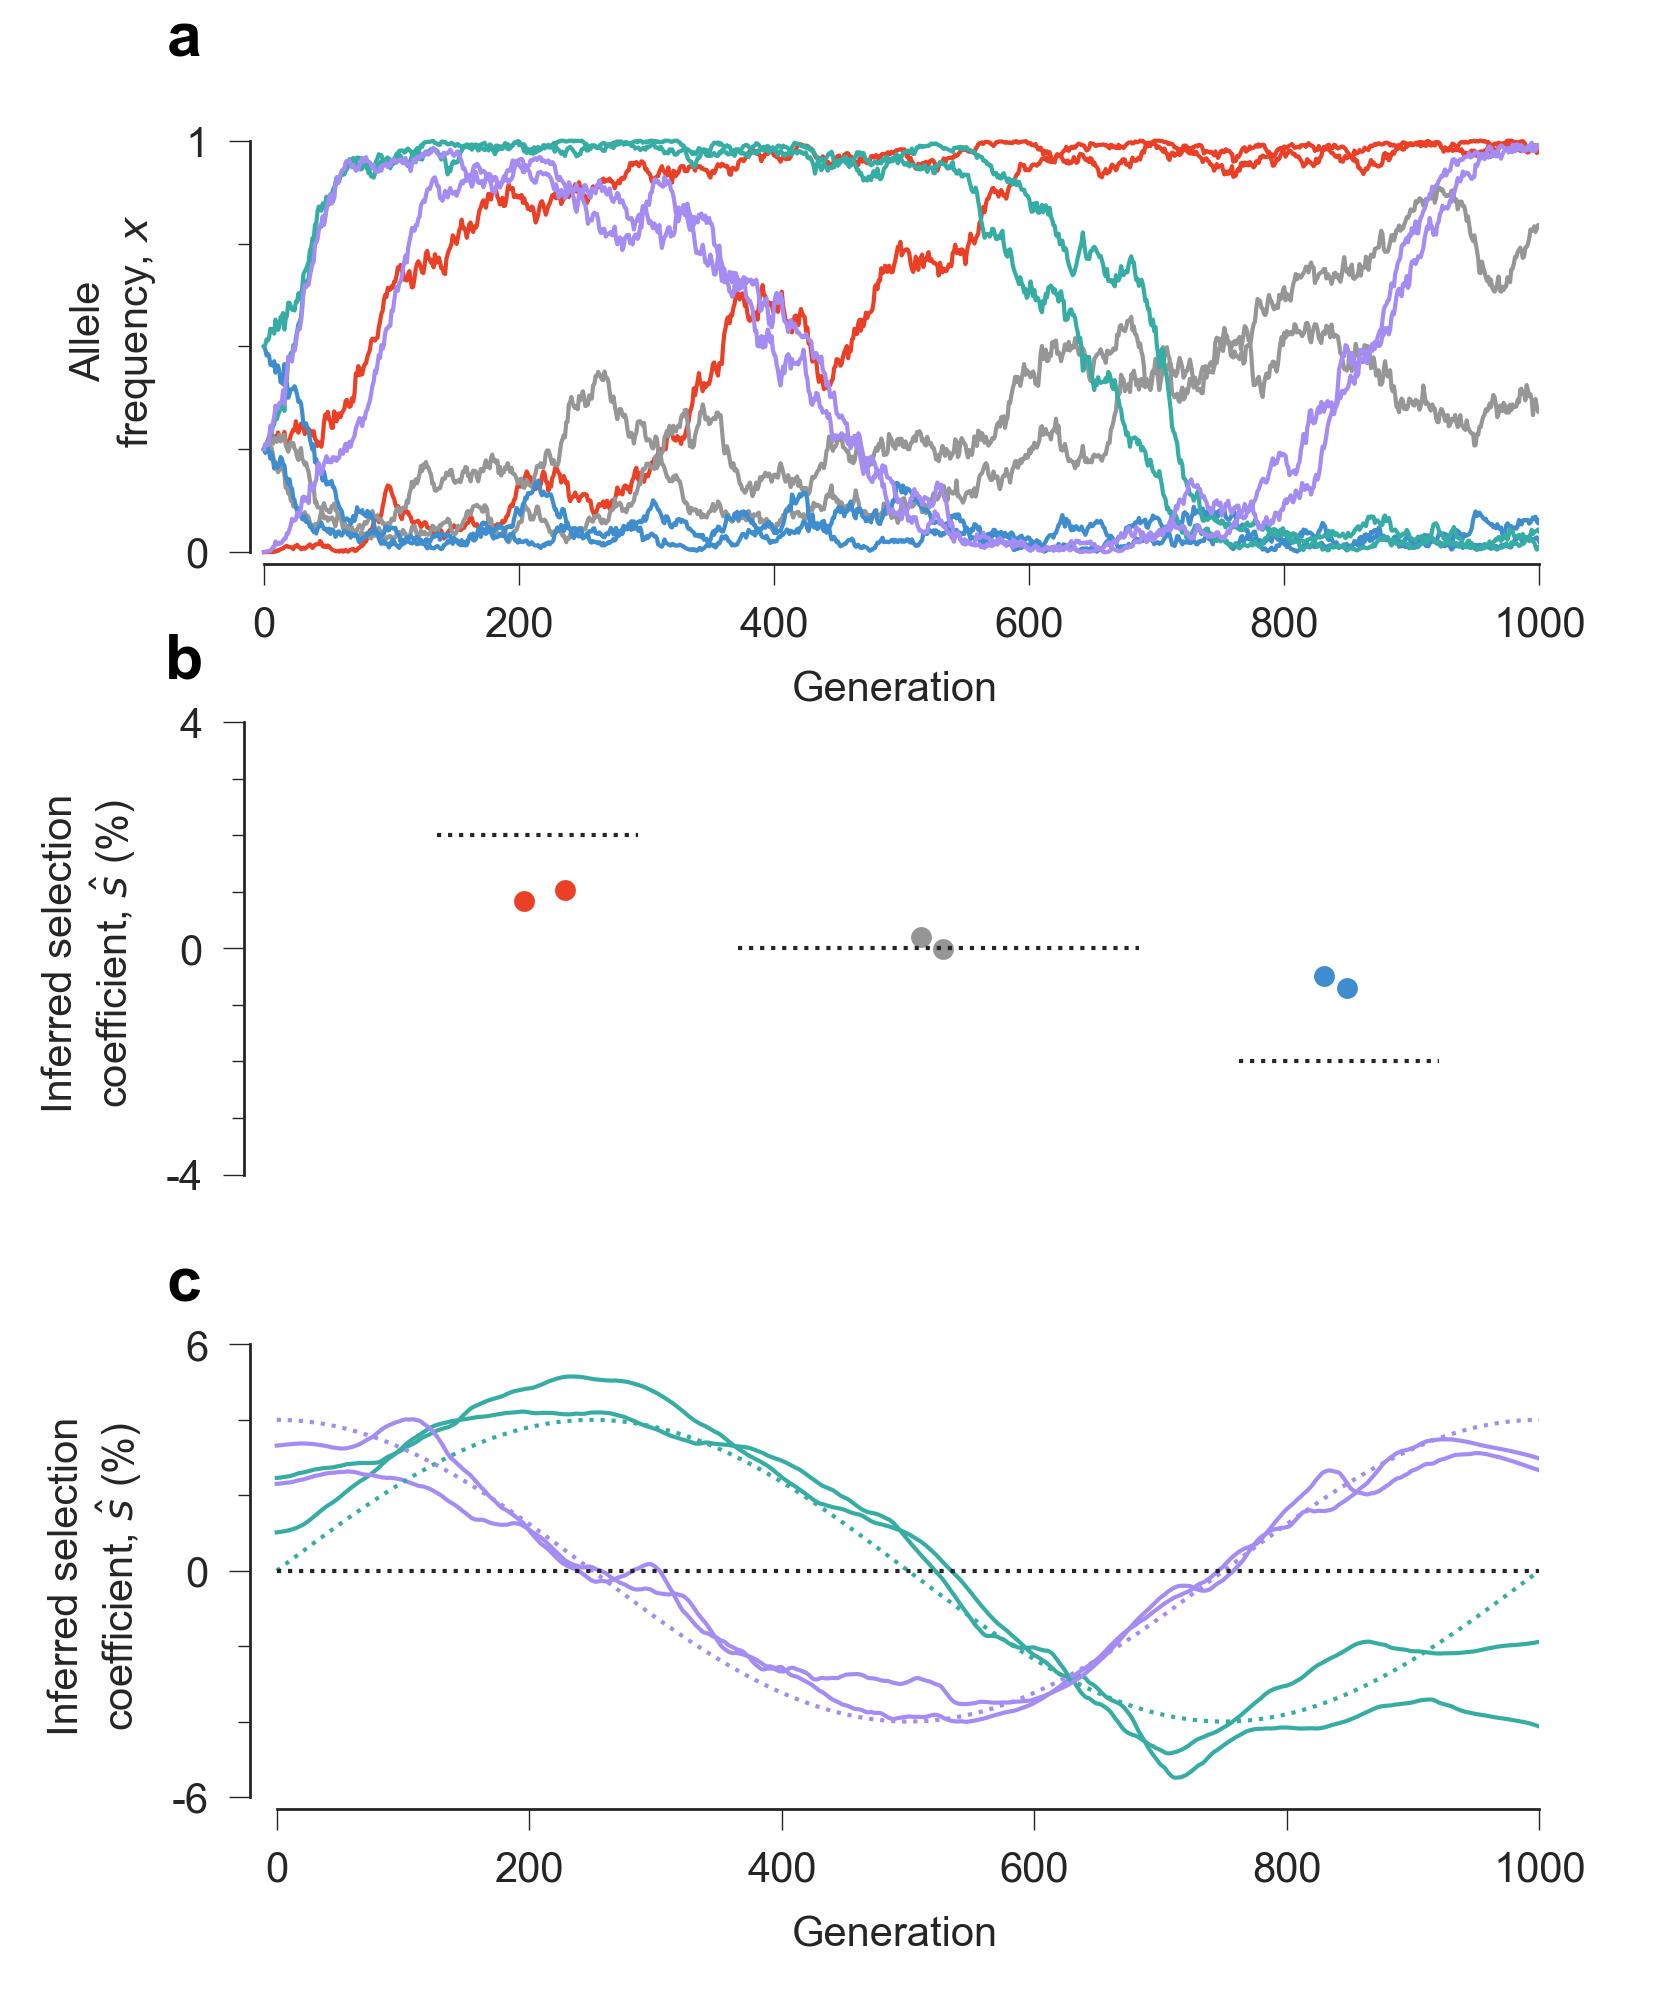 a
Allele
frequency, x
1
0
0 200 400 600 800 1000
Generation
b
Inferred selection
coefficient, ŝ (%)
4
0
-4
c
Inferred selection
coefficient, ŝ (%)
6
0
-6
0 200 400 600 800 1000
Generation